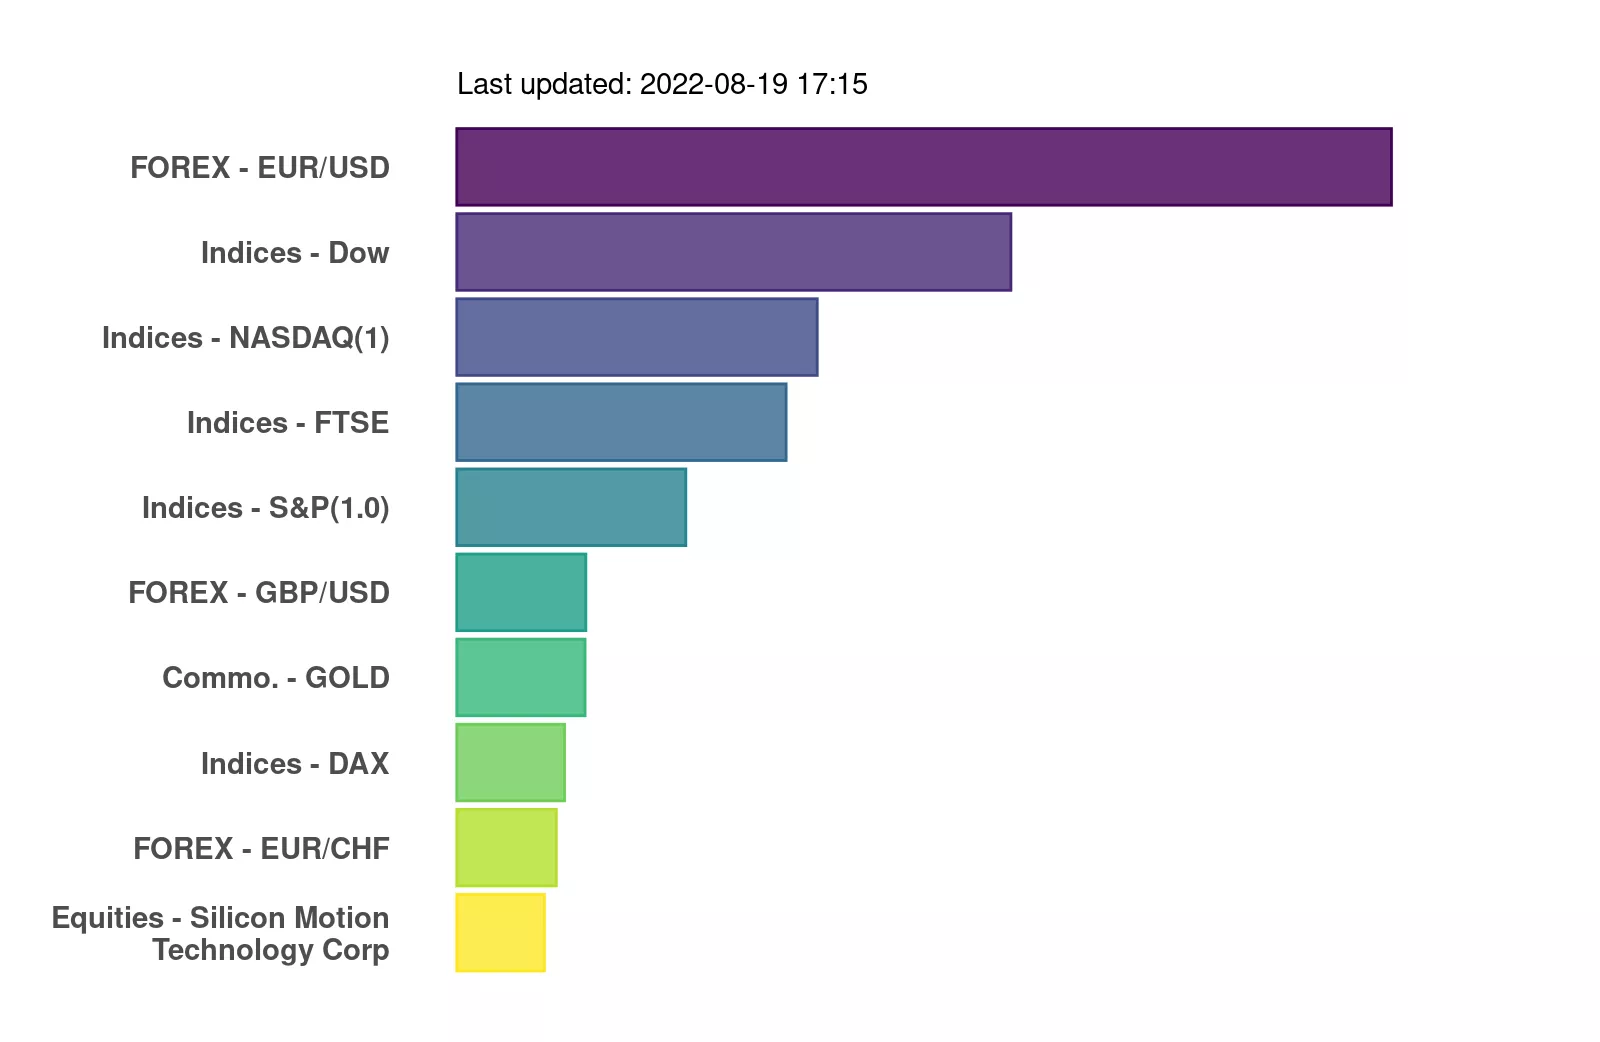 Last updated: 2022-08-19 17:15
FOREX - EUR/USD
Indices - Dow
Indices - NASDAQ(1)
Indices - FTSE
Indices - S&P(1.0)
FOREX - GBP/USD
Commo. - GOLD
Indices - DAX
FOREX - EUR/CHF
Equities - Silicon Motion
Technology Corp